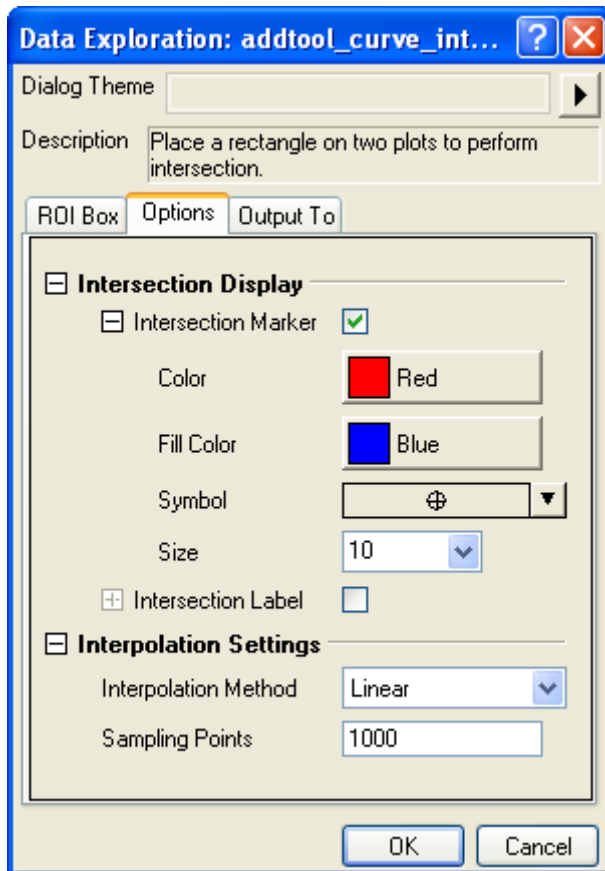 Data Exploration: addtool_curve_int...
Dialog Theme
Description Place a rectangle on two plots to perform
intersection.
ROI Box Options Output To
Intersection Display
Intersection Marker
Color Red
Fill Color Blue
Symbol
Size 10
Intersection Label
Interpolation Settings
Interpolation Method Linear
Sampling Points 1000
OK Cancel